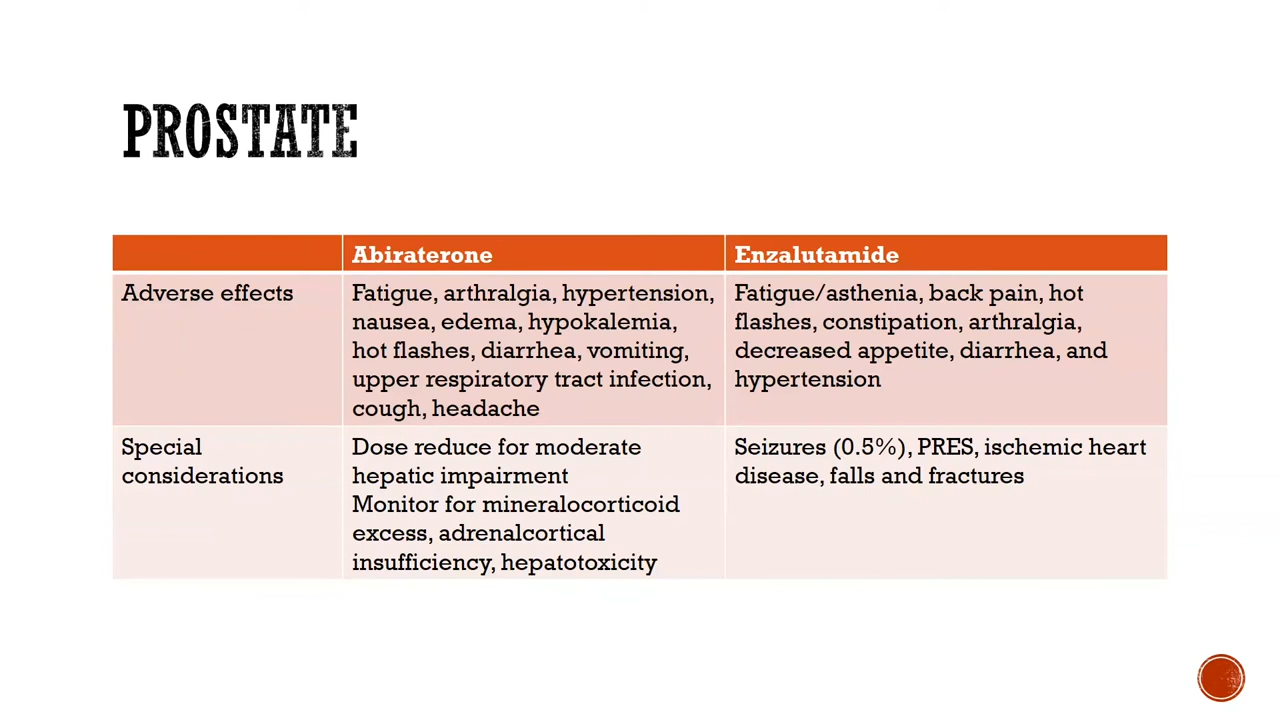 PROSTATE
Abiraterone
Enzalutamide
Adverse effects
Fatigue, arthralgia, hypertension,
nausea, edema, hypokalemia,
hot flashes, diarrhea, vomiting,
upper respiratory tract infection,
cough, headache
Fatigue/asthenia, back pain, hot
flashes, constipation, arthralgia,
decreased appetite, diarrhea, and
hypertension
Special
considerations
Dose reduce for moderate
hepatic impairment
Monitor for mineralocorticoid
excess, adrenalcortical
insufficiency, hepatotoxicity
Seizures (0.5%), PRES, ischemic heart
disease, falls and fractures